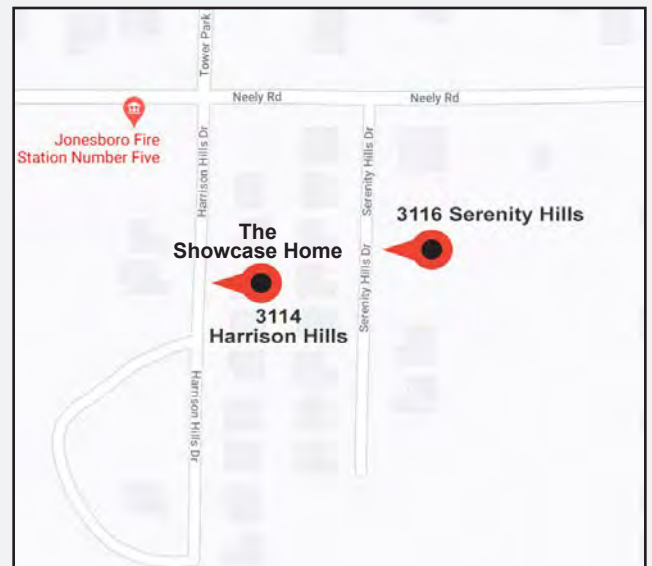 Tower Park
Neely Rd
Neely Rd
Jonesboro Fire
Station Number Five
Harrison Hills Dr
Serenity Hills Dr
3116 Serenity Hills
The
Showcase Home
3114
Harrison Hills
Serenity Hills Dr
Harrison Hills Dr